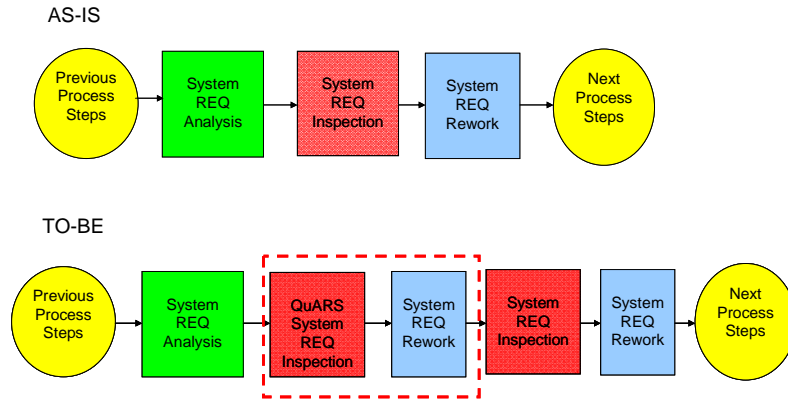 AS-IS
Previous
Process
Steps
System
REQ
Analysis
System
REQ
Inspection
System
REQ
Rework
Next
Process
Steps
TO-BE
Previous
Process
Steps
System
REQ
Analysis
QuARS
System
REQ
Inspection
System
REQ
Rework
System
REQ
Inspection
System
REQ
Rework
Next
Process
Steps